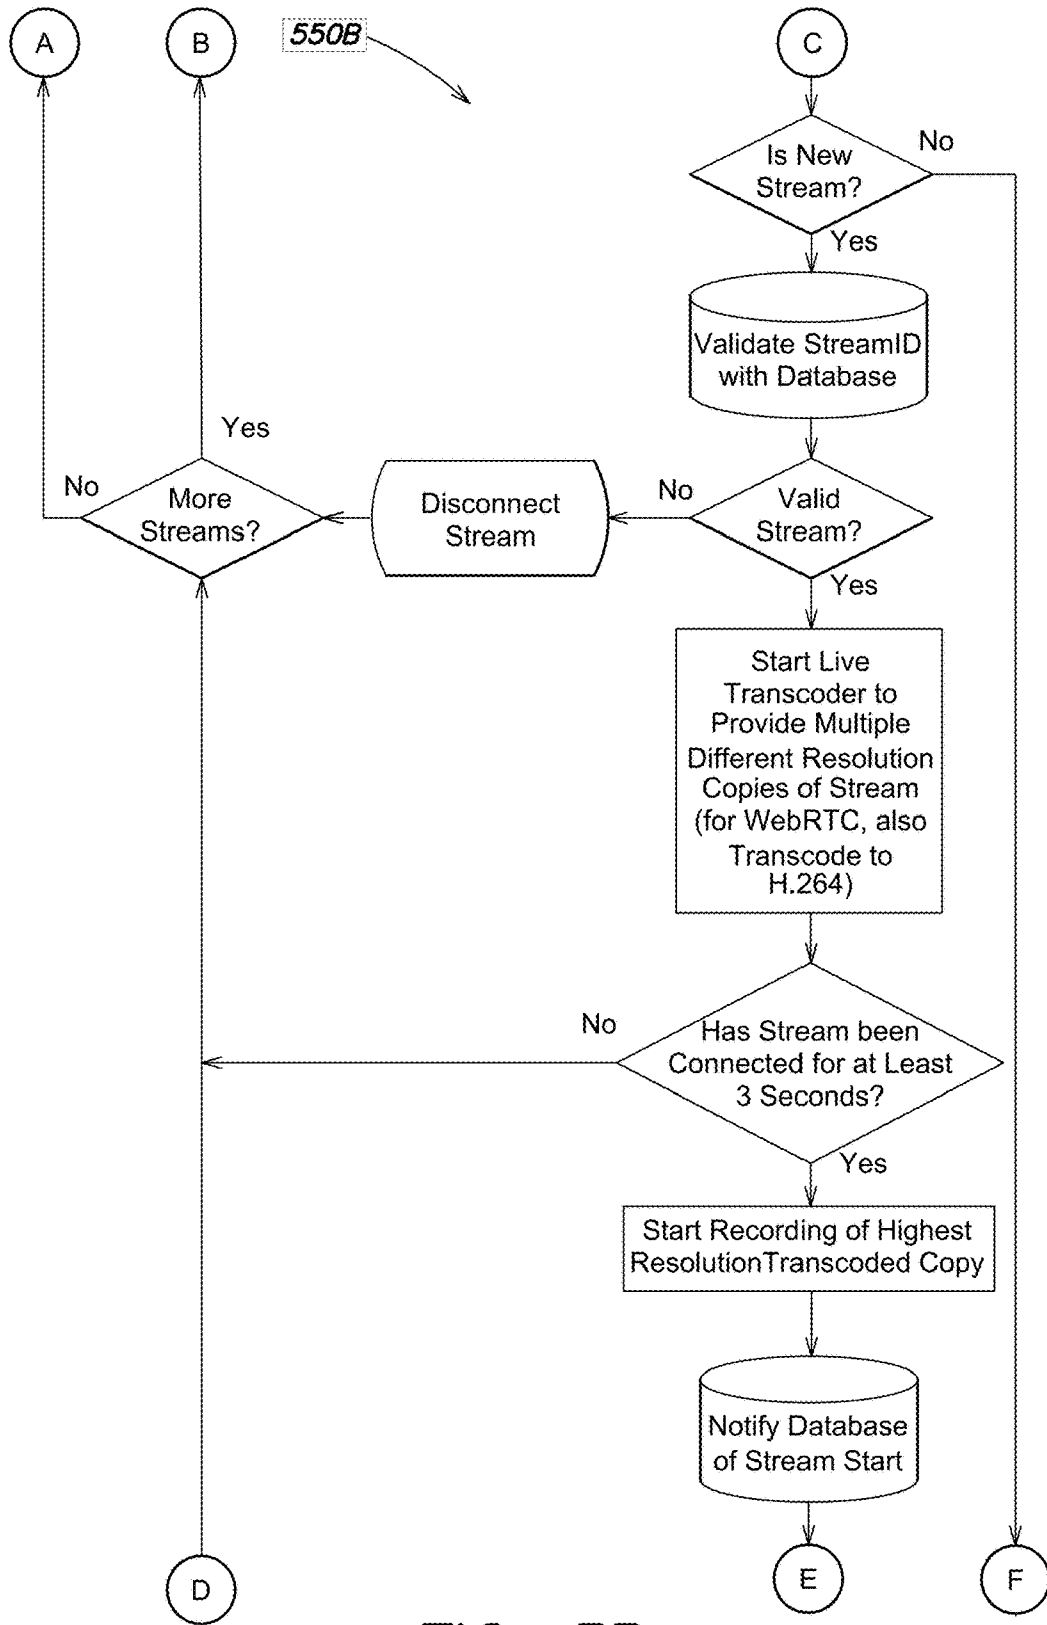 A
B
550B
C
Is New
Stream?
No
Yes
Validate StreamID
with Database
Yes
No
More
Streams?
Disconnect
Stream
No
Valid
Stream?
Yes
Start Live
Transcoder to
Provide Multiple
Different Resolution
Copies of Stream
(for WebRTC, also
Transcode to
H.264)
No
Has Stream been
Connected for at Least
3 Seconds?
Yes
Start Recording of Highest
ResolutionTranscoded Copy
Notify Database
of Stream Start
D
E
F